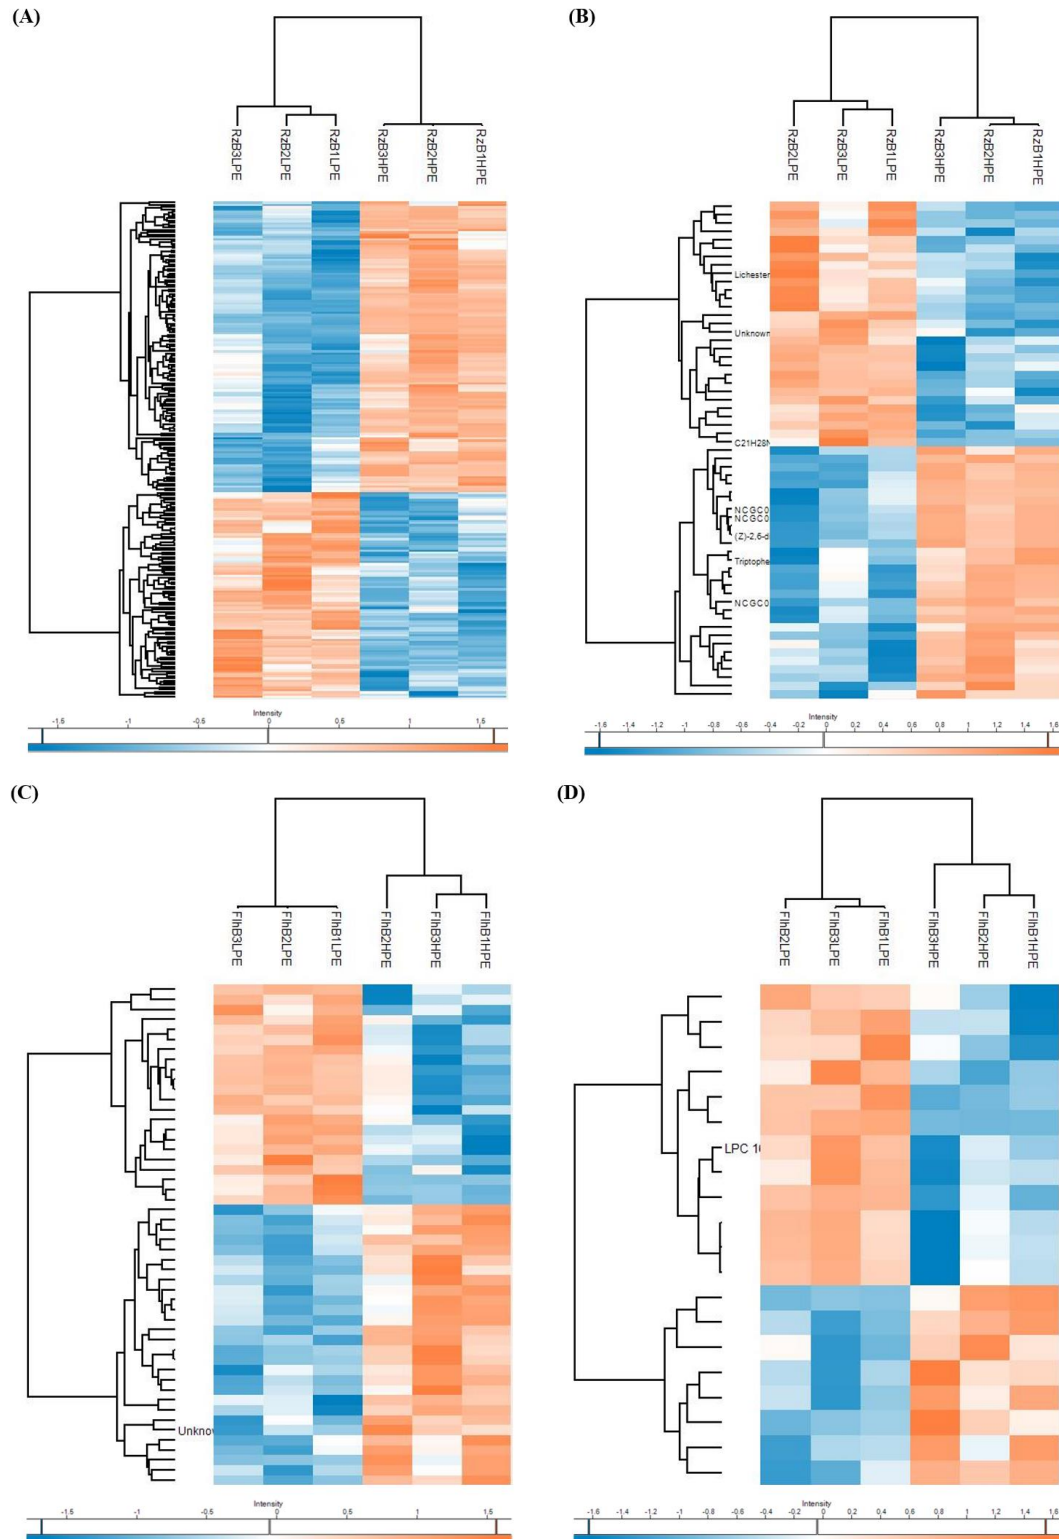 (A)
RzB3LPE
RzB2LPE
RzB1LPE
RzB3HPE
RzB2HPE
RzB1HPE
Intensity
-1.5 -1 -0.5 0 0.5 1 1.5
(B)
RzB2LPE
RzB3LPE
RzB1LPE
RzB3HPE
RzB2HPE
RzB1HPE
Lichester
Unknown
C21H28N
NCGC0
NCGC0
(Z)-2,6-d
Triptophe
NCGC0
Intensity
-1.6 -1.4 -1.2 -1 -0.8 -0.6 -0.4 -0.2 0 0.2 0.4 0.6 0.8 1 1.2 1.4 1.6
(C)
FlhB3LPE
FlhB2LPE
FlhB1LPE
FlhB2HPE
FlhB3HPE
FlhB1HPE
Unknov
Intensity
-1.5 -1 -0.5 0 0.5 1 1.5
(D)
FlhB2LPE
FlhB3LPE
FlhB1LPE
FlhB3HPE
FlhB2HPE
FlhB1HPE
LPC 1
Intensity
-1.6 -1.4 -1.2 -1 -0.8 -0.6 -0.4 -0.2 0 0.2 0.4 0.6 0.8 1 1.2 1.4 1.6